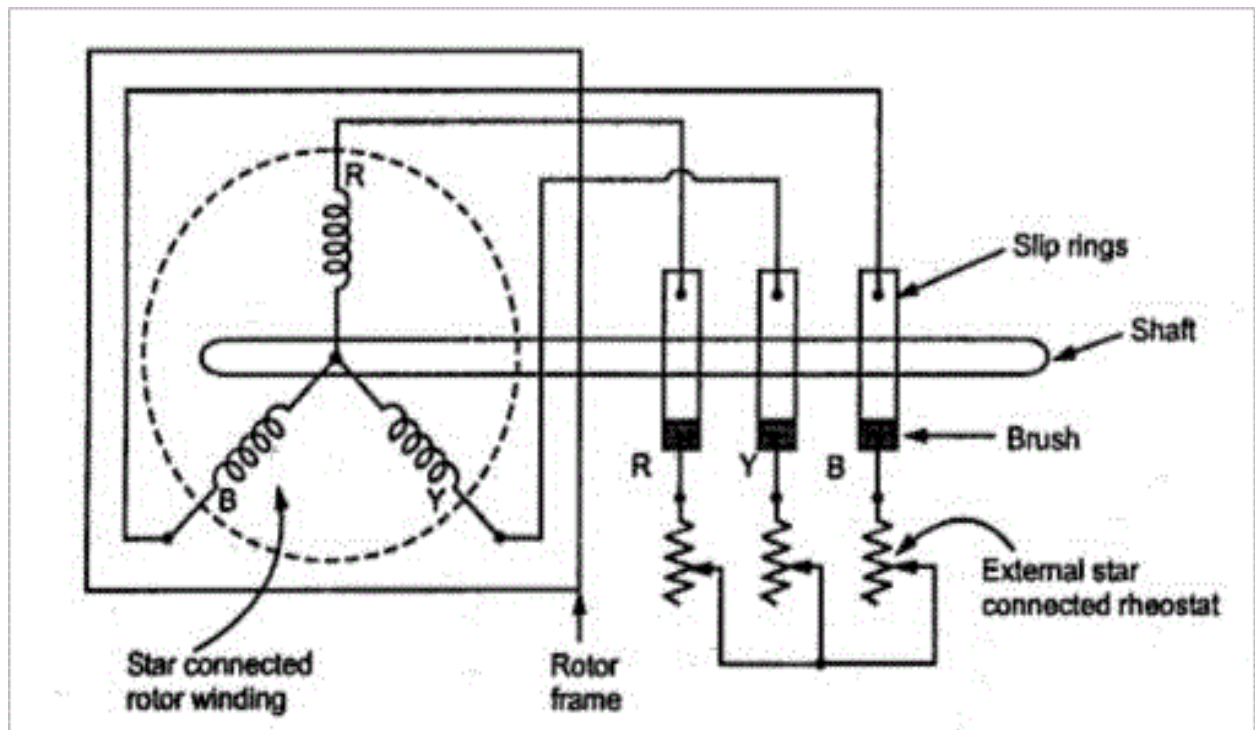 R
Slip rings
Shaft
Brush
R Y B
B
Y
External star
connected rheostat
Star connected
rotor winding
Rotor
frame